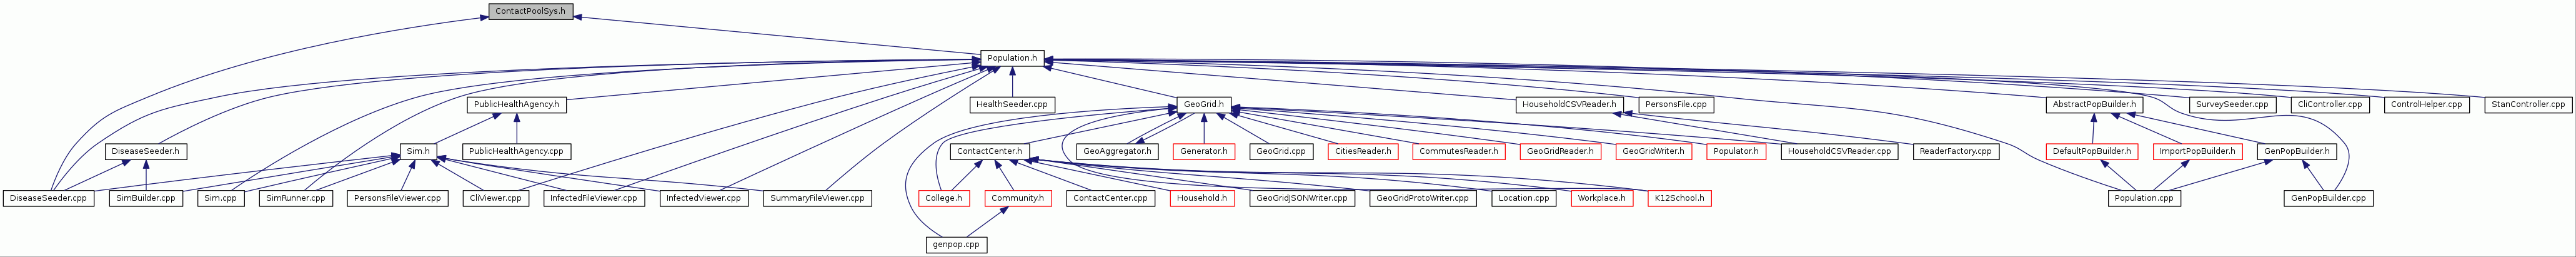 ContactPoolSys.h
Population.h
PublicHealthAgency.h
HealthSeeder.cpp
GeoGrid.h
HouseholdCSVReader.h
PersonsFile.cpp
AbstractPopBuilder.h
SurveySeeder.cpp
CliController.cpp
ControlHelper.cpp
StanController.cpp
DiseaseSeeder.h
Sim.h
PublicHealthAgency.cpp
ContactCenter.h
GeoAggregator.h
Generator.h
GeoGrid.cpp
CitiesReader.h
CommutesReader.h
GeoGridReader.h
GeoGridWriter.h
Populator.h
HouseholdCSVReader.cpp
ReaderFactory.cpp
DefaultPopBuilder.h
ImportPopBuilder.h
GenPopBuilder.h
DiseaseSeeder.cpp
SimBuilder.cpp
Sim.cpp
SimRunner.cpp
PersonsFileViewer.cpp
CliViewer.cpp
InfectedFileViewer.cpp
InfectedViewer.cpp
SummaryFileViewer.cpp
College.h
Community.h
ContactCenter.cpp
Household.h
GeoGridJSONWriter.cpp
GeoGridProtoWriter.cpp
Location.cpp
Workplace.h
K12School.h
Population.cpp
GenPopBuilder.cpp
genpop.cpp